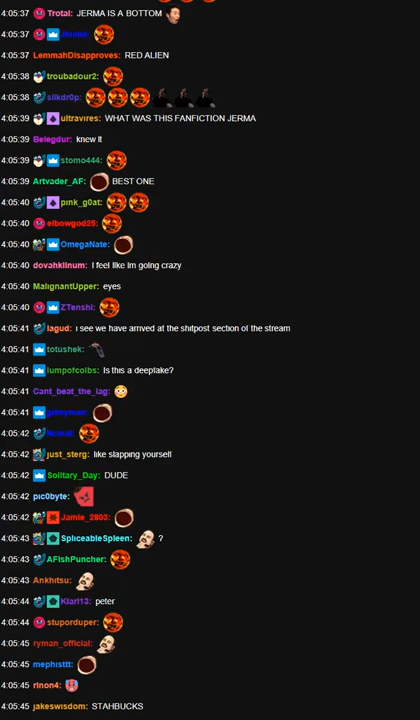 4:05:37 Trotal: JERMA IS A BOTTOM
4:05:37
4:05:37 LemmahDisapproves: RED ALIEN
4:05:38 troubadour2:
4:05:38 silkdr0p:
4:05:39 ultravires: WHAT WAS THIS FANFICTION JERMA
4:05:39 Belegdur: knew it
4:05:39 stomo444:
4:05:39 Artvader_AF: BEST ONE
4:05:40 pink_g0at:
4:05:40 elbowgod25:
4:05:40 OmegaNate:
4:05:40 dovahkiinum: I feel like Im going crazy
4:05:40 MalignantUpper: eyes
4:05:40 ZTenshi:
4:05:41 lagud: i see we have arrived at the shitpost section of the stream
4:05:41 totushek:
4:05:41 lumpofcolbs: Is this a deepfake?
4:05:41 Cant_beat_the_lag:
4:05:41
4:05:42
4:05:42 just_sterg: like slapping yourself
4:05:42 Solitary_Day: DUDE
4:05:42 pic0byte:
4:05:42 Jamie_2803:
4:05:43 SpliceableSpleen: ?
4:05:43 AFishPuncher:
4:05:43 Ankhitsu:
4:05:44 Klarl13: peter
4:05:44 stuporduper:
4:05:45 ryman_official:
4:05:45 mephisttt:
4:05:45 rinon4:
4:05:45 jakeswisdom: STAHBUCKS